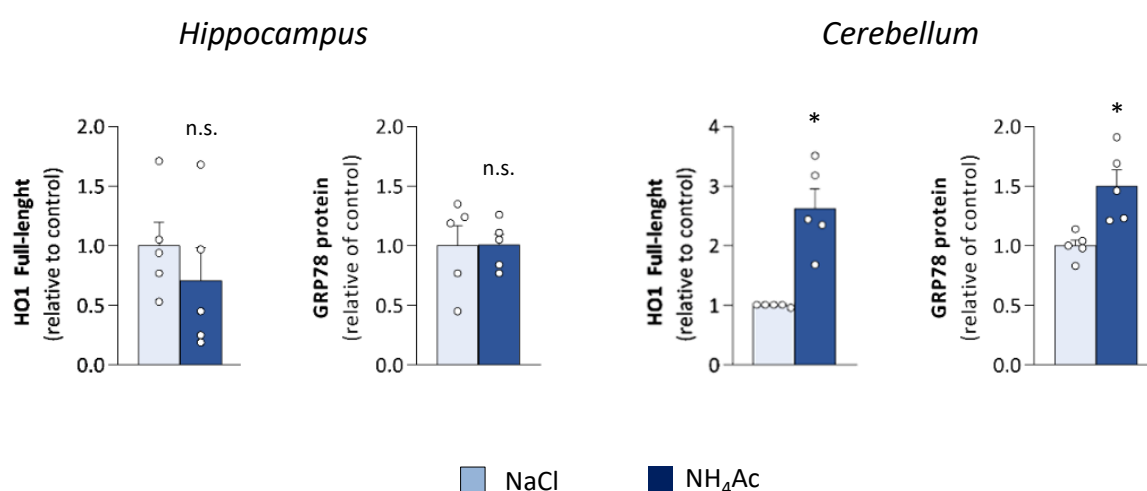 Hippocampus
Cerebellum
HO1 Full-lenght
(relative to control)
2.0
1.5
1.0
0.5
0.0
n.s.
GRP78 protein
(relative of control)
2.0
1.5
1.0
0.5
0.0
n.s.
HO1 Full-lenght
(relative to control)
4
3
2
1
0
*
GRP78 protein
(relative of control)
2.0
1.5
1.0
0.5
0.0
*
NaCl
NH₄Ac